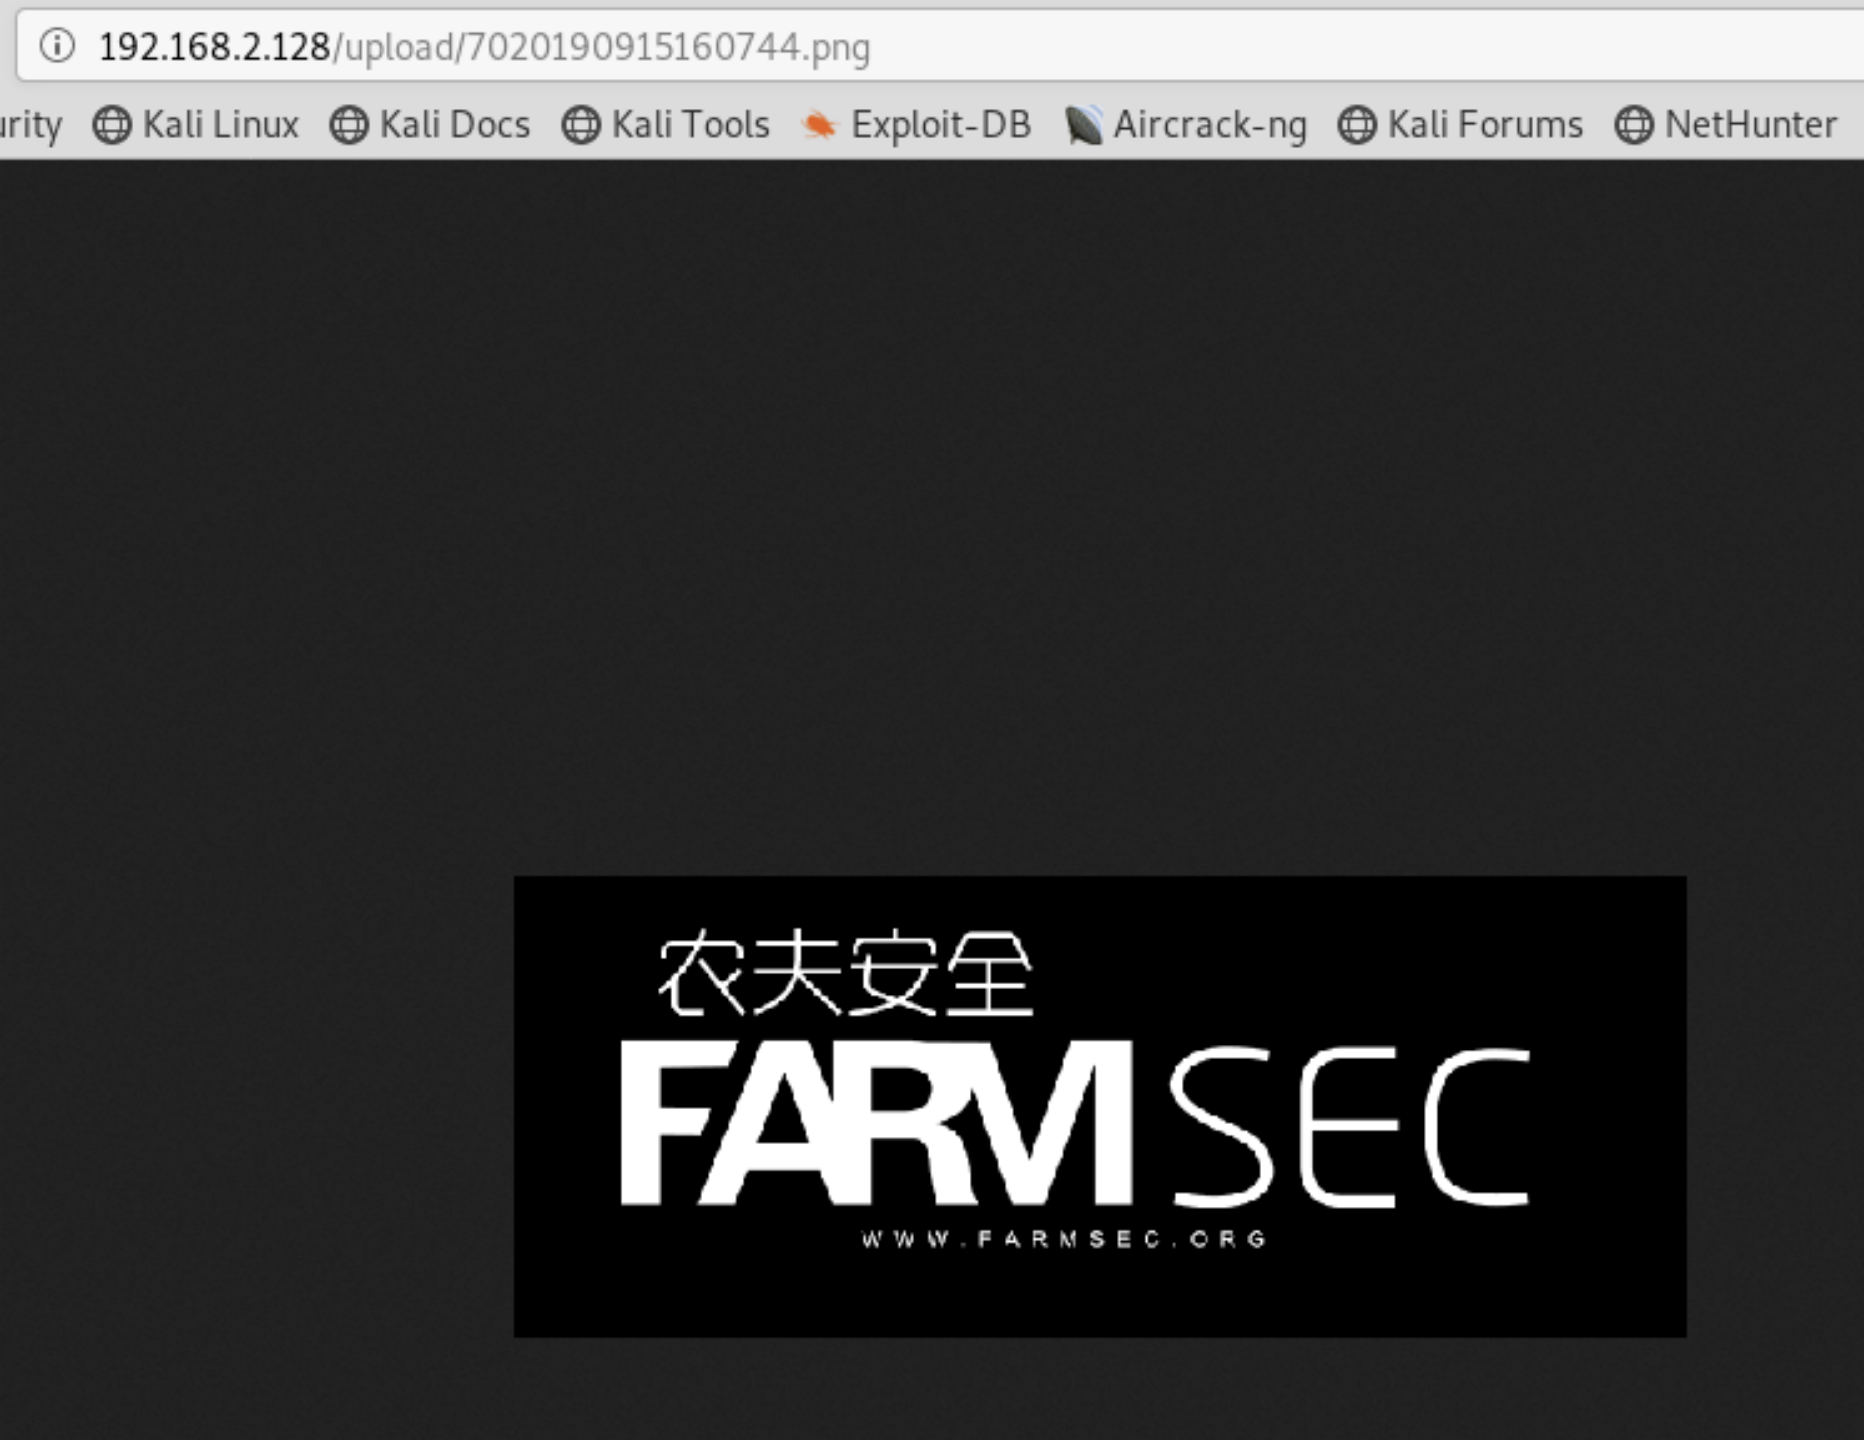 192.168.2.128/upload/7020190915160744.png
urity Kali Linux Kali Docs Kali Tools Exploit-DB Aircrack-ng Kali Forums NetHunter
农夫安全
FARMSEC
WWW.FARMSEC.ORG